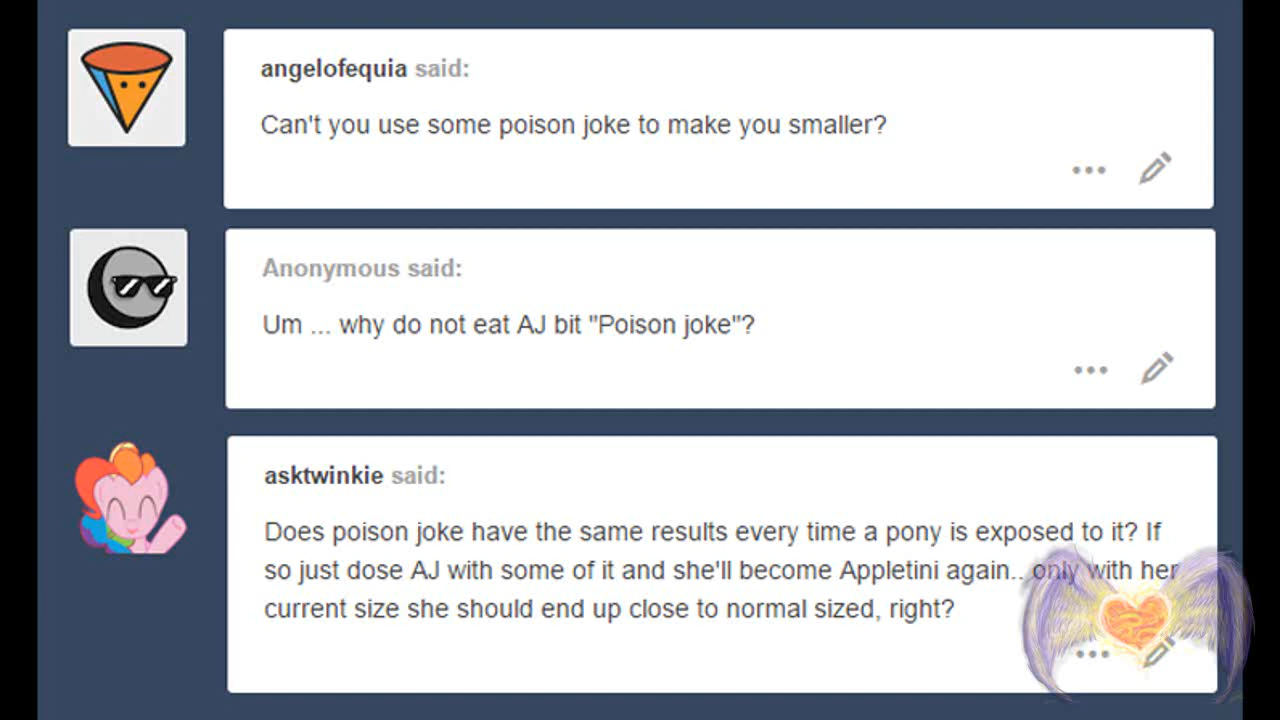 angelofequia said:
Can't you use some poison joke to make you smaller?
Anonymous said:
Um ... why do not eat AJ bit "Poison joke"?
asktwinkie said:
Does poison joke have the same results every time a pony is exposed to it? If
so just dose AJ with some of it and she'll become Appletini again.. only with her
current size she should end up close to normal sized, right?